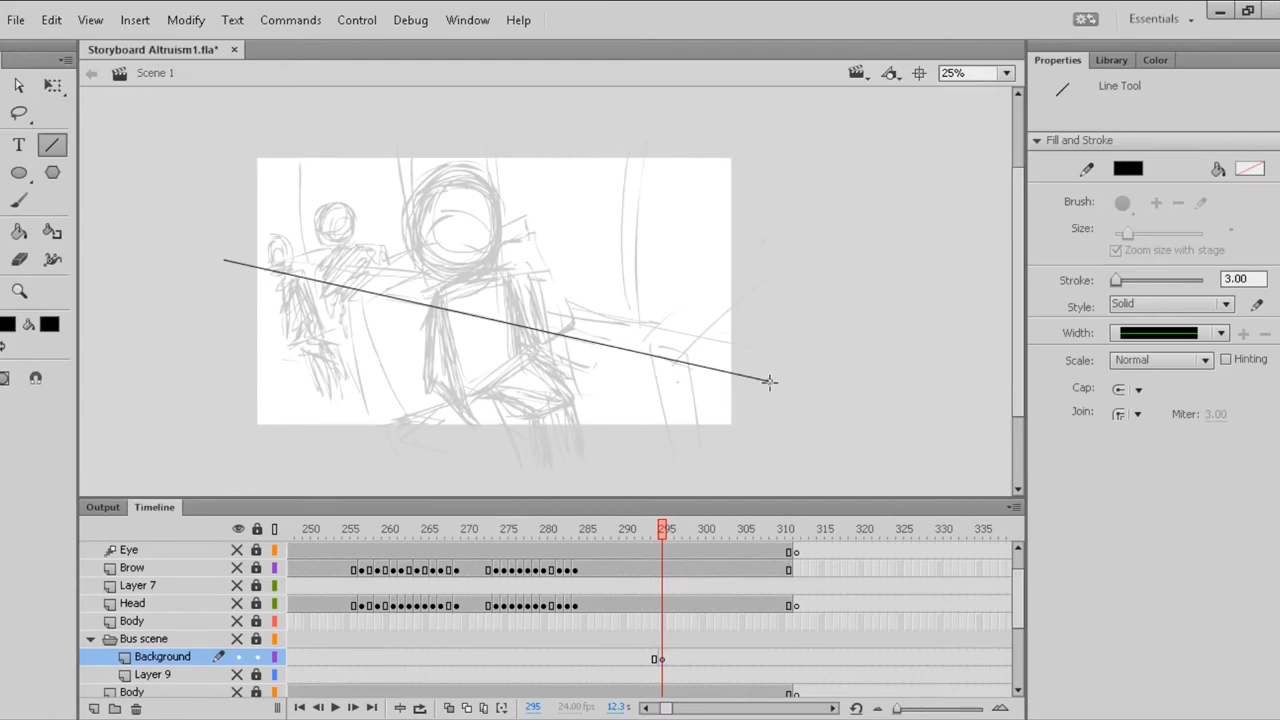 File Edit View Insert Modify Text Commands Control Debug Window Help Essentials
Storyboard Altruism1.fla* ×
Properties Library Color
Scene 1 25%
Line Tool
Fill and Stroke
Brush:
Size:
Zoom size with stage
Stroke: 3.00
Style: Solid
Width:
Scale: Normal Hinting
Cap:
Join: Miter: 3.00
Output Timeline
250 255 260 265 270 275 280 285 290 295 300 305 310 315 320 325 330 335
Eye
Brow
Layer 7
Head
Body
Bus scene
Background
Layer 9
Body
295 24.00 fps 12.3 s